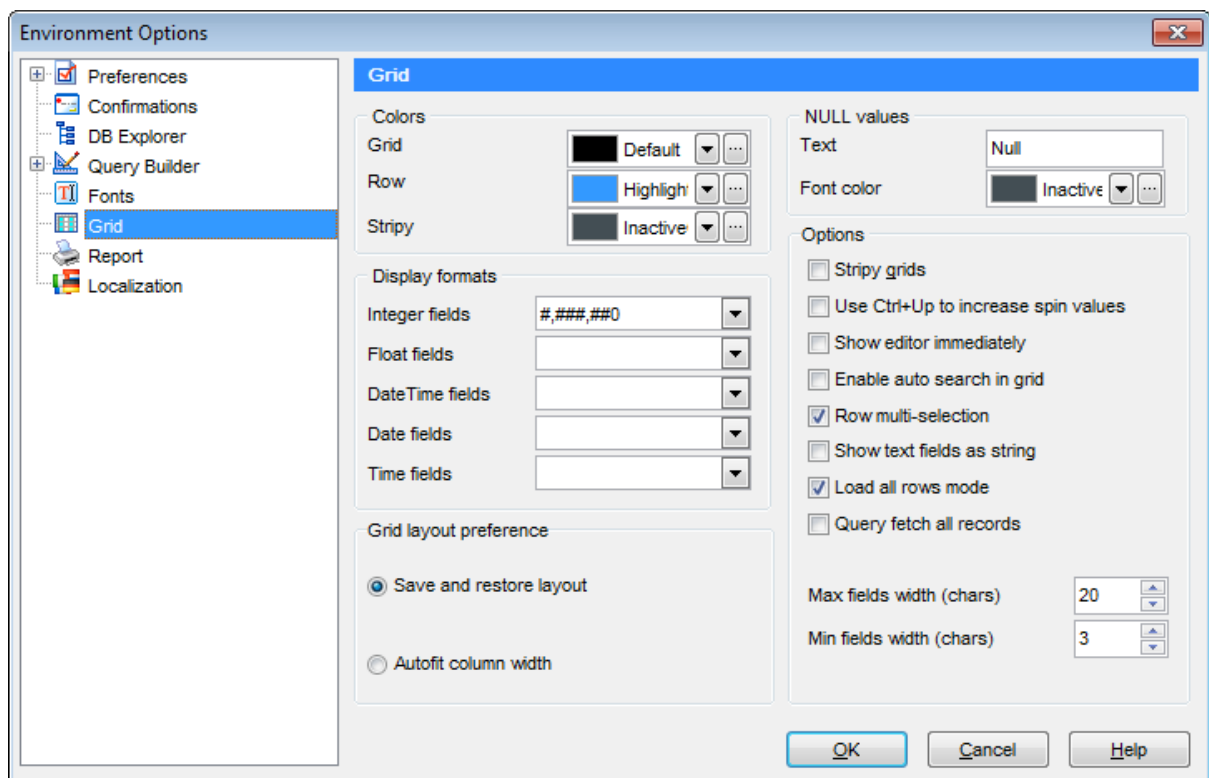 Environment Options
Preferences
Confirmations
DB Explorer
Query Builder
Fonts
Grid
Report
Localization
Grid
Colors
Grid
Default
Row
Highligh
Stripy
Inactive
Display formats
Integer fields
#,###,##0
Float fields
DateTime fields
Date fields
Time fields
Grid layout preference
Save and restore layout
Autofit column width
NULL values
Text
Null
Font color
Inactive
Options
Stripy grids
Use Ctrl+Up to increase spin values
Show editor immediately
Enable auto search in grid
Row multi-selection
Show text fields as string
Load all rows mode
Query fetch all records
Max fields width (chars)
20
Min fields width (chars)
3
OK
Cancel
Help